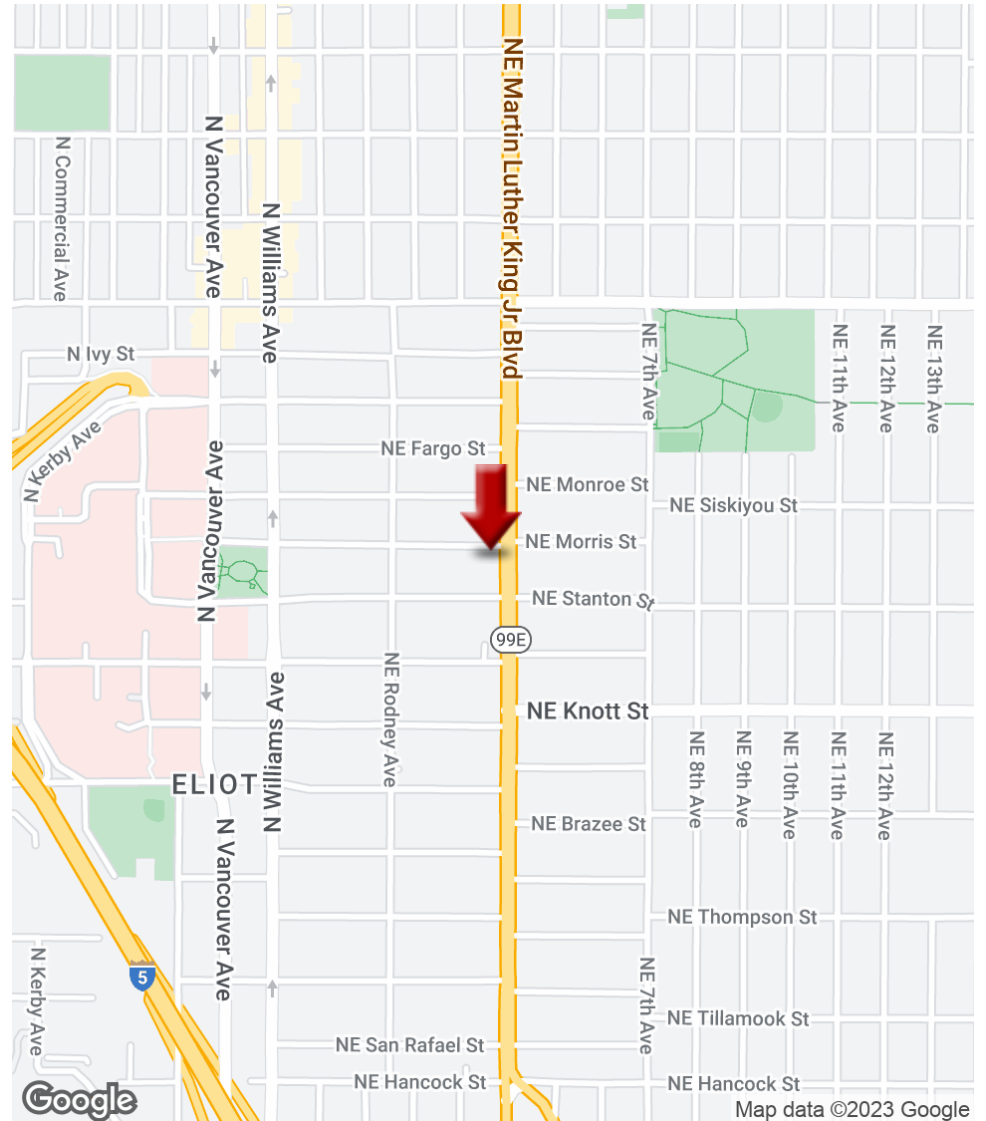 NE Martin Luther King Jr Blvd
N Vancouver Ave
N Commercial Ave
N Williams Ave
N Ivy St
NE 7th Ave
NE 11th Ave
NE 12th Ave
NE 13th Ave
N Kerby Ave
NE Fargo St
N Vancouver Ave
NE Monroe St
NE Siskiyou St
NE Morris St
NE Stanton St
99E
NE Rodney Ave
N Williams Ave
NE Knott St
NE 8th Ave
NE 9th Ave
NE 10th Ave
NE 11th Ave
NE 12th Ave
ELIOT
N Vancouver Ave
NE Brazee St
NE Thompson St
N Kerby Ave
5
NE 7th Ave
NE Tillamook St
NE San Rafael St
NE Hancock St
NE Hancock St
Google
Map data ©2023 Google